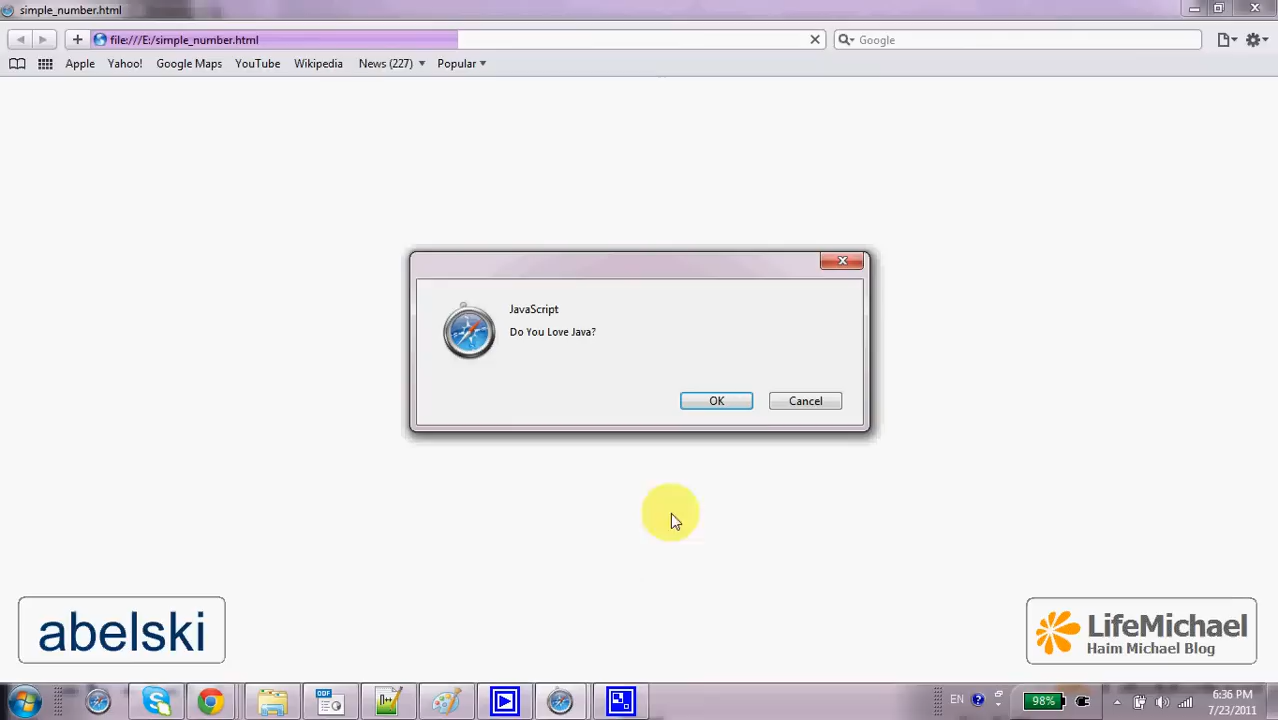 simple_number.html
file:///E:/simple_number.html
Google
Apple
Yahoo!
Google Maps
YouTube
Wikipedia
News (227)
Popular
JavaScript
Do You Love Java?
OK
Cancel
abelski
LifeMichael
Haim Michael Blog
ODF
EN
98%
6:36 PM
7/23/2011